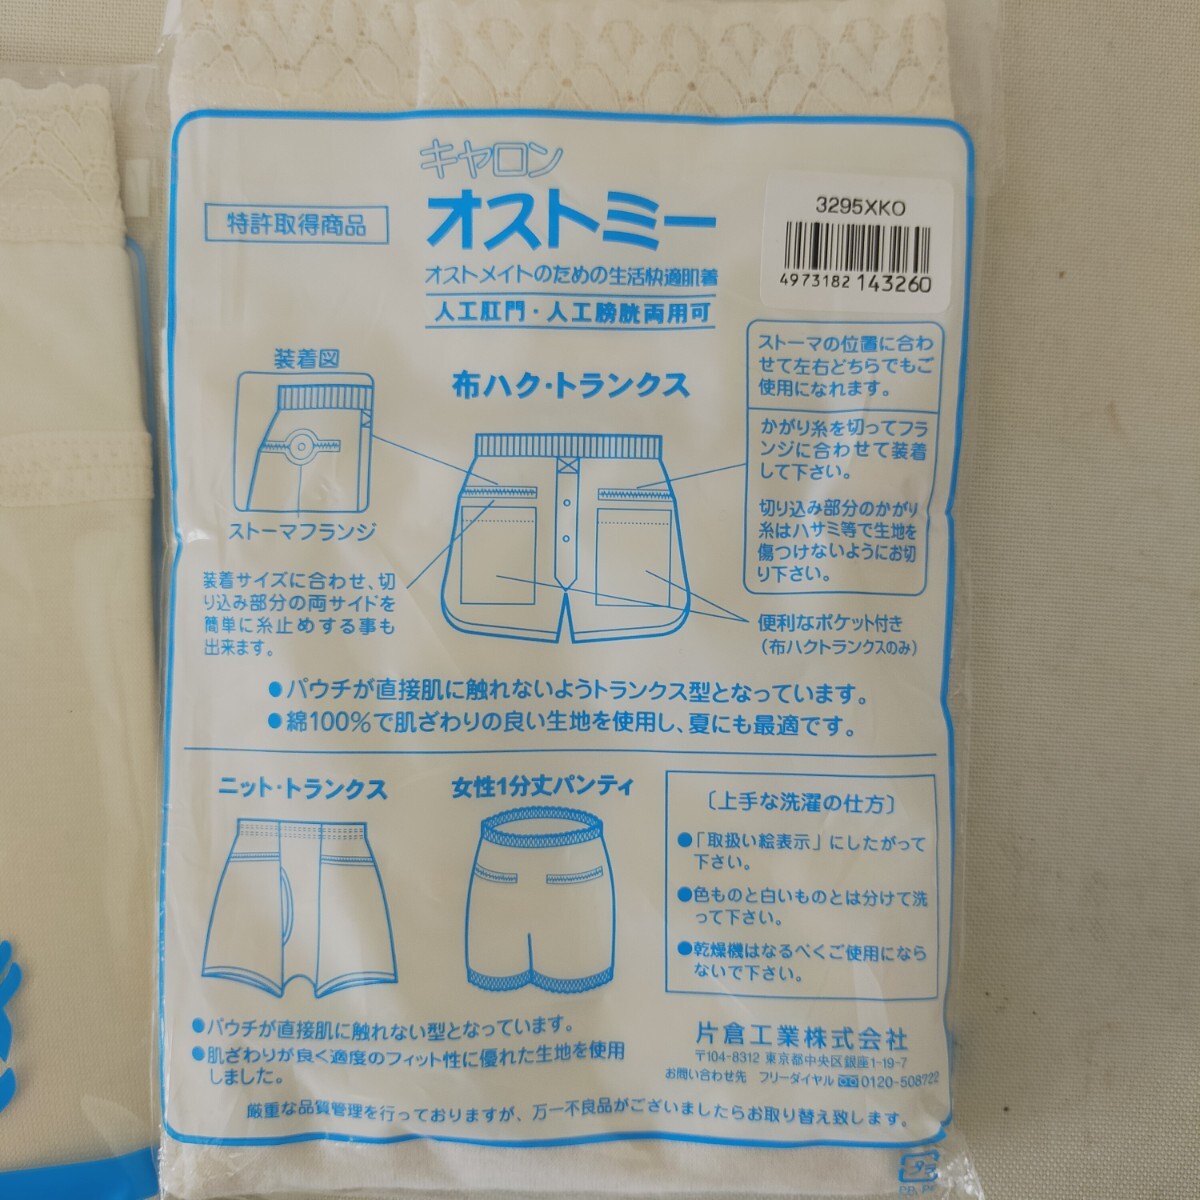 キャロン
特許取得商品
オストミー
オストメイトのための生活快適肌着
人工肛門・人工膀胱両用可
3295XKO
4973182 143260
装着図
布ハク・トランクス
ストーマの位置に合わ
せて左右どちらでもご
使用になれます。
かがり糸を切ってフラ
ンジに合わせて装着
して下さい。
切り込み部分のかがり
糸はハサミ等で生地を
傷つけないようにお切
り下さい。
ストーマフランジ
装着サイズに合わせ、切
り込み部分の両サイドを
簡単に糸止めする事も
出来ます。
便利なポケット付き
(布ハクトランクスのみ)
●パウチが直接肌に触れないようトランクス型となっています。
●綿100%で肌ざわりの良い生地を使用し、夏にも最適です。
ニット・トランクス
女性1分丈パンティ
〔上手な洗濯の仕方〕
●「取扱い絵表示」にしたがって
下さい。
●色ものと白いものとは分けて洗
って下さい。
●乾燥機はなるべくご使用になら
ないで下さい。
●パウチが直接肌に触れない型となっています。
●肌ざわりが良く適度のフィット性に優れた生地を使用
しました。
片倉工業株式会社
〒104-8312 東京都中央区銀座1-19-7
お問い合わせ先 フリーダイヤル 0120-508722
厳重な品質管理を行っておりますが、万一不良品がございましたらお取り替え致します。
プラ